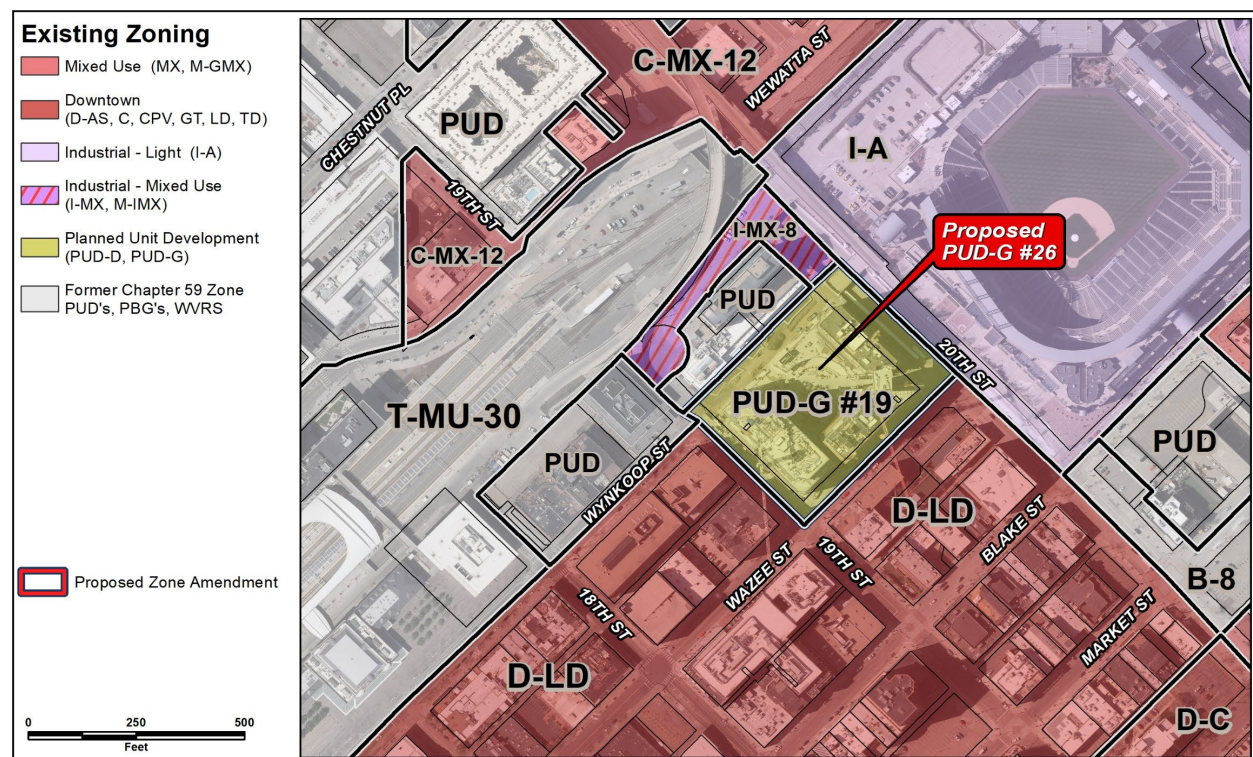 Existing Zoning
Mixed Use (MX, M-GMX)
Downtown
(D-AS, C, CPV, GT, LD, TD)
Industrial - Light (I-A)
Industrial - Mixed Use
(I-MX, M-IMX)
Planned Unit Development
(PUD-D, PUD-G)
Former Chapter 59 Zone
PUD's, PBG's, WVRS
Proposed Zone Amendment
0 250 500
Feet
C-MX-12
WEWATTA ST
CHESTNUT PL
PUD
I-A
19TH ST
C-MX-12
I-MX-8
Proposed
PUD-G #26
PUD
20TH ST
T-MU-30
PUD-G #19
PUD
WYNKOOP ST
PUD
D-LD
BLAKE ST
WAZEE ST
19TH ST
B-8
18TH ST
MARKET ST
D-LD
D-C